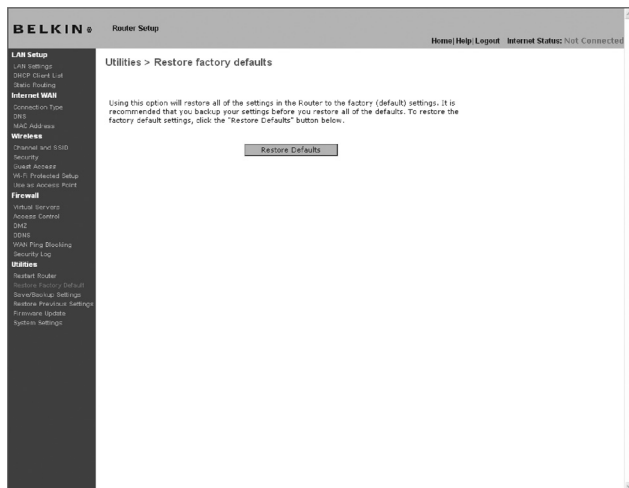 BELKIN
Router Setup
Home|Help|Logout Internet Status: Not Connected
LAN Setup
LAN Settings
DHCP Client List
Static Routing
Internet WAN
Connection Type
DNS
MAC Address
Wireless
Channel and SSID
Security
Guest Access
Wi-Fi Protected Setup
Use as Access Point
Firewall
Virtual Servers
Access Control
DMZ
DDNS
WAN Ping Blocking
Security Log
Utilities
Restart Router
Restore Factory Default
Save/Backup Settings
Restore Previous Settings
Firmware Update
System Settings
Utilities > Restore factory defaults
Using this option will restore all of the settings in the Router to the factory (default) settings. It is
recommended that you backup your settings before you restore all of the defaults. To restore the
factory default settings, click the "Restore Defaults" button below.
Restore Defaults